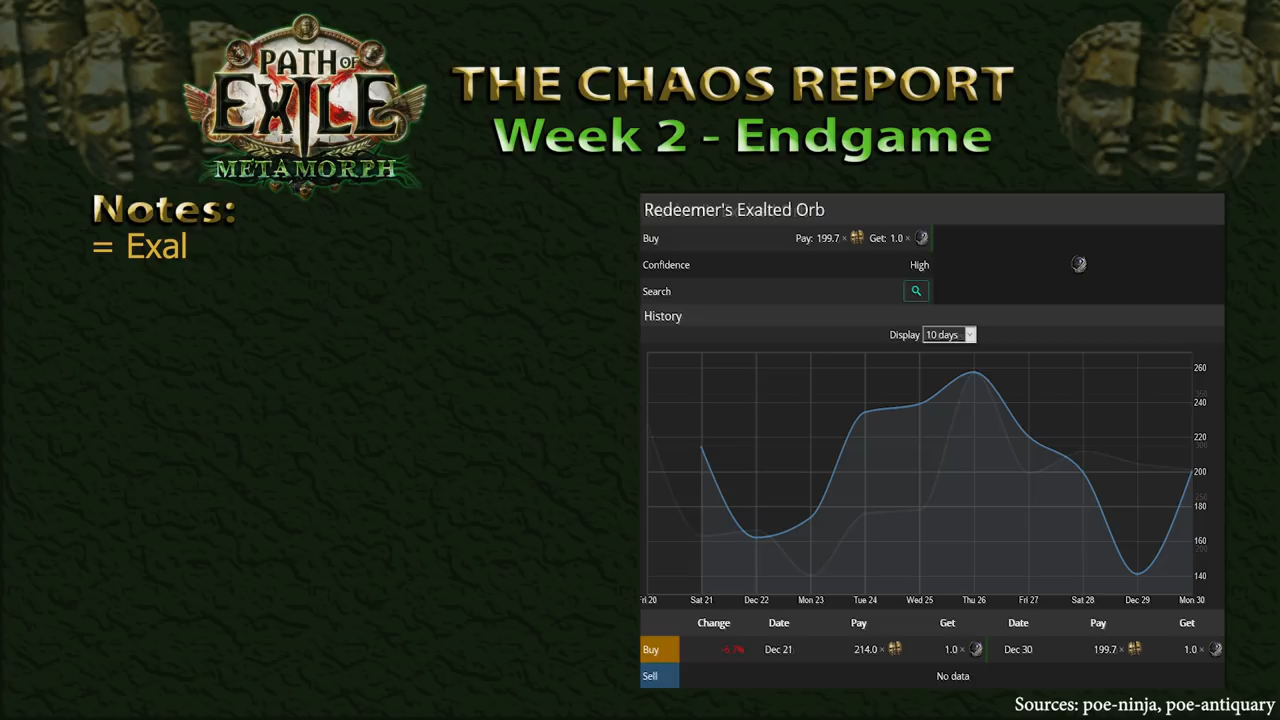 PATH OF
EXILE
METAMORPH
THE CHAOS REPORT
Week 2 - Endgame
Notes:
= Exal
Redeemer's Exalted Orb
Buy Pay: 199.7 × Get: 1.0 ×
Confidence High
Search
History
Display 10 days
260
240
220
200
180
160
140
Fri 20 Sat 21 Dec 22 Mon 23 Tue 24 Wed 25 Thu 26 Fri 27 Sat 28 Dec 29 Mon 30
Change Date Pay Get Date Pay Get
Buy -6.7% Dec 21 214.0 × 1.0 × Dec 30 199.7 × 1.0 ×
Sell No data
Sources: poe-ninja, poe-antiquary